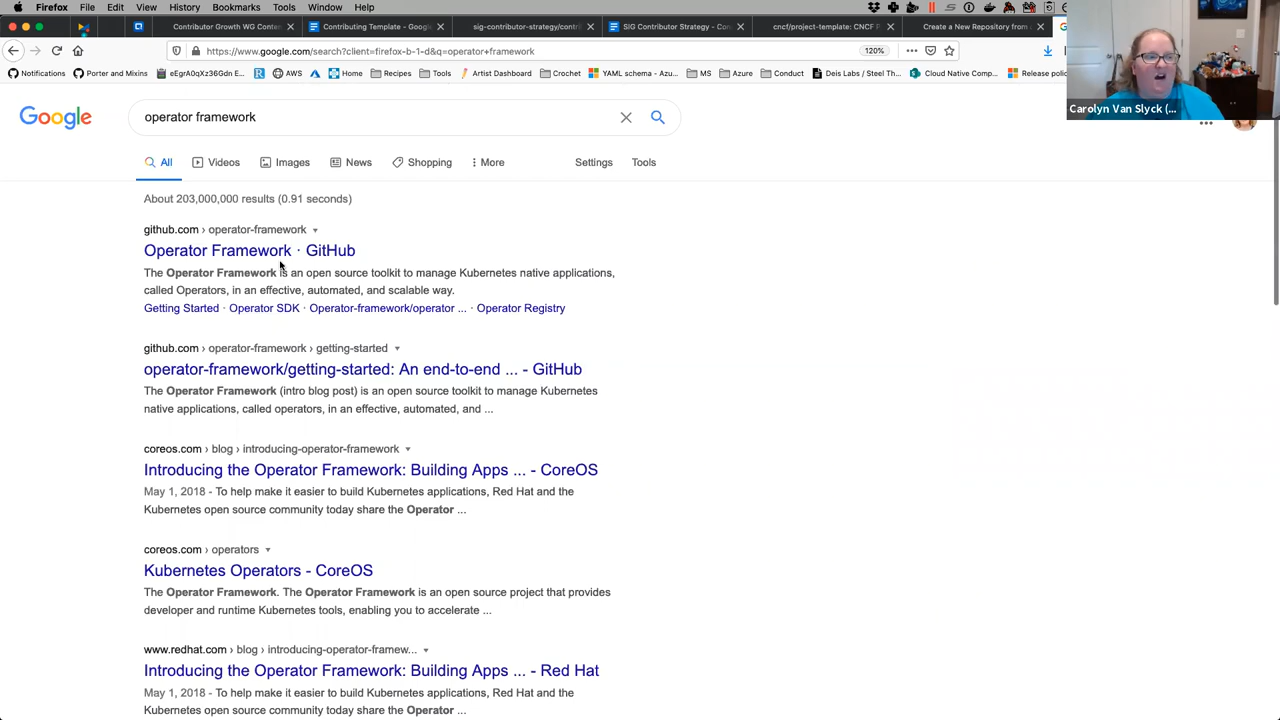 Firefox File Edit View History Bookmarks Tools Window Help
Contributor Growth WG Conten
Contributing Template - Google
sig-contributor-strategy/contri
SIG Contributor Strategy - Conc
cncf/project-template: CNCF P
Create a New Repository from
https://www.google.com/search?client=firefox-b-1-d&q=operator+framework
120%
Notifications Porter and Mixins eEgrA0qXz36Gdn E... AWS Home Recipes Tools Artist Dashboard Crochet YAML schema - Azu... MS Azure Conduct Deis Labs / Steel Th... Cloud Native Comp... Release polic
Carolyn Van Slyck (...
Google
operator framework
All Videos Images News Shopping More Settings Tools
About 203,000,000 results (0.91 seconds)
github.com › operator-framework
Operator Framework · GitHub
The Operator Framework is an open source toolkit to manage Kubernetes native applications,
called Operators, in an effective, automated, and scalable way.
Getting Started · Operator SDK · Operator-framework/operator ... · Operator Registry
github.com › operator-framework › getting-started
operator-framework/getting-started: An end-to-end ... - GitHub
The Operator Framework (intro blog post) is an open source toolkit to manage Kubernetes
native applications, called operators, in an effective, automated, and ...
coreos.com › blog › introducing-operator-framework
Introducing the Operator Framework: Building Apps ... - CoreOS
May 1, 2018 - To help make it easier to build Kubernetes applications, Red Hat and the
Kubernetes open source community today share the Operator ...
coreos.com › operators
Kubernetes Operators - CoreOS
The Operator Framework. The Operator Framework is an open source project that provides
developer and runtime Kubernetes tools, enabling you to accelerate ...
www.redhat.com › blog › introducing-operator-framew...
Introducing the Operator Framework: Building Apps ... - Red Hat
May 1, 2018 - To help make it easier to build Kubernetes applications, Red Hat and the
Kubernetes open source community today share the Operator ...